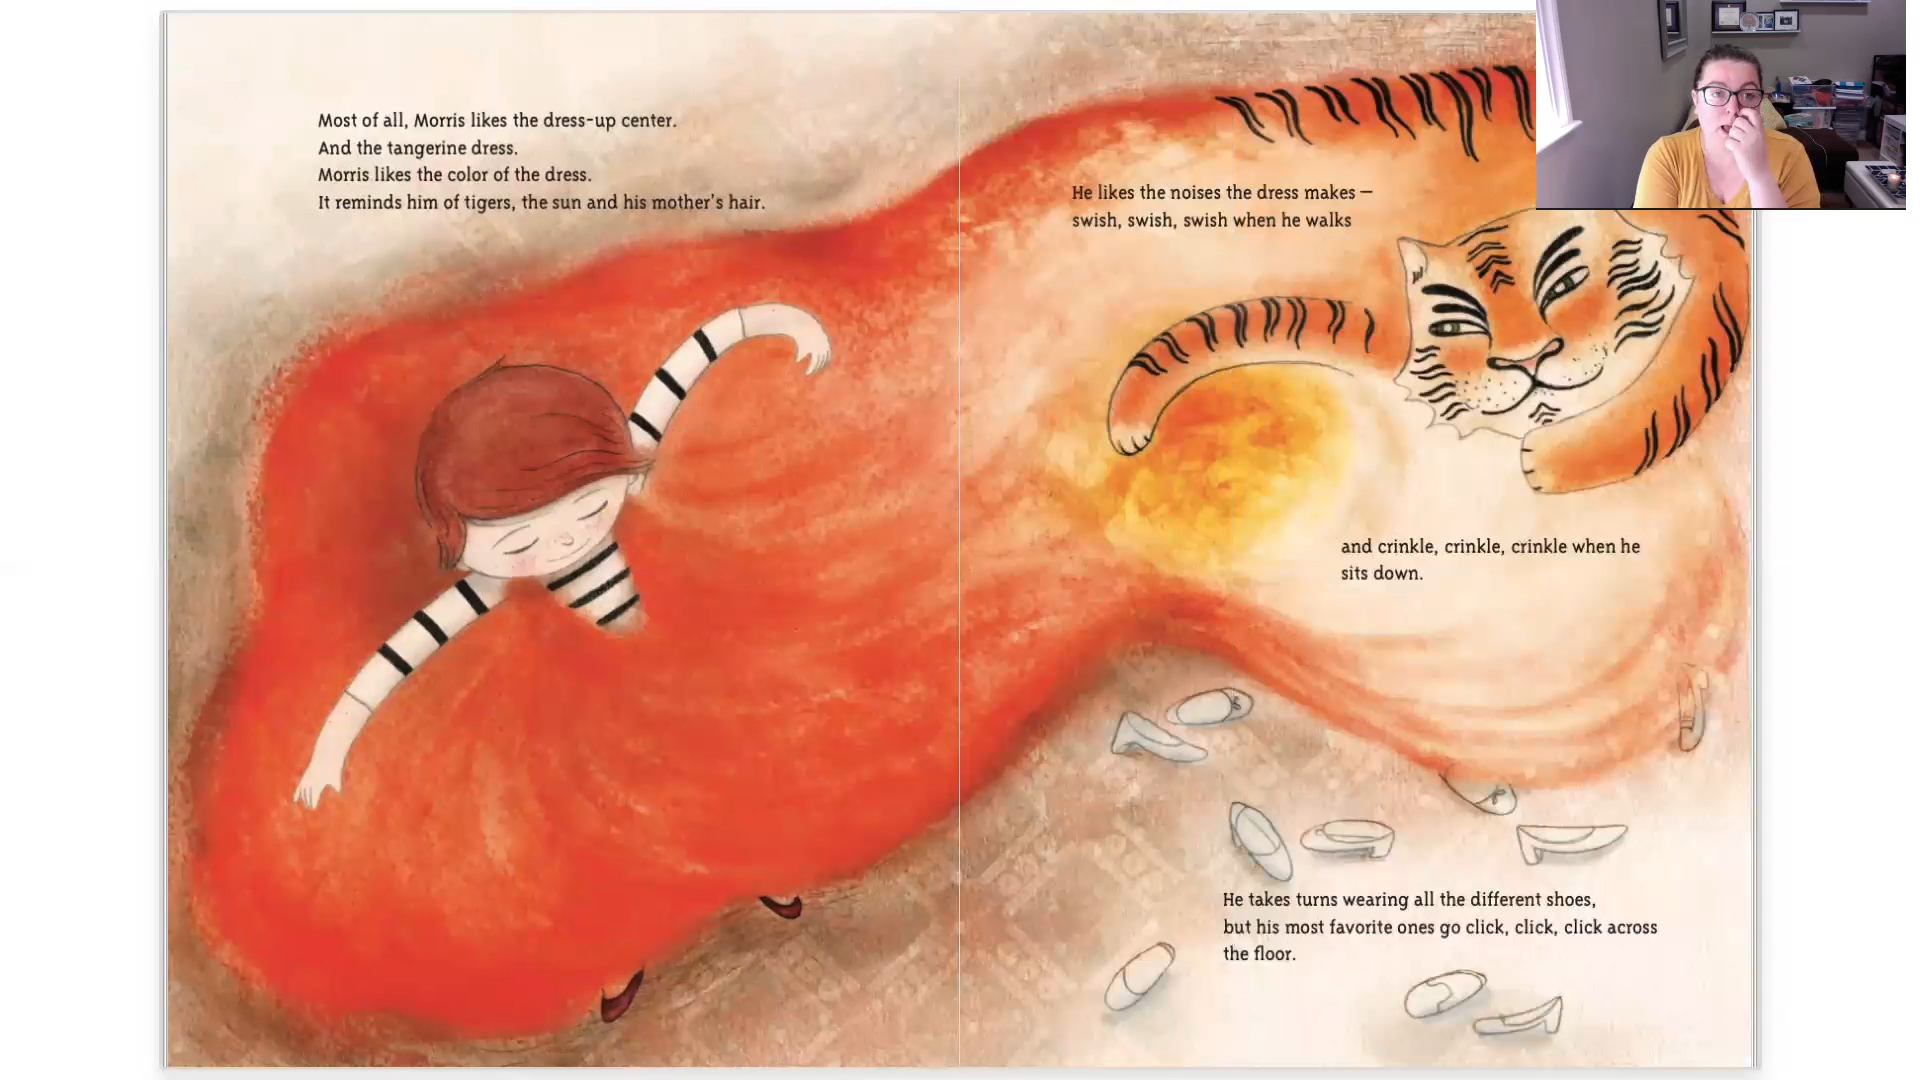 Most of all, Morris likes the dress-up center.
And the tangerine dress.
Morris likes the color of the dress.
It reminds him of tigers, the sun and his mother's hair.
He likes the noises the dress makes —
swish, swish, swish when he walks
and crinkle, crinkle, crinkle when he
sits down.
He takes turns wearing all the different shoes,
but his most favorite ones go click, click, click across
the floor.